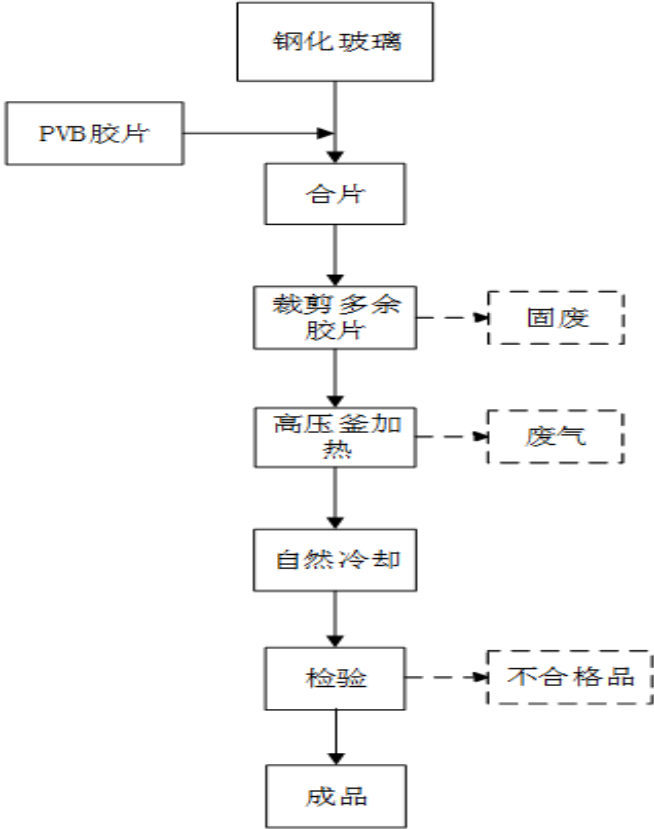 钢化玻璃
PVB胶片
合片
裁剪多余
胶片
固废
高压釜加
热
废气
自然冷却
检验
不合格品
成品